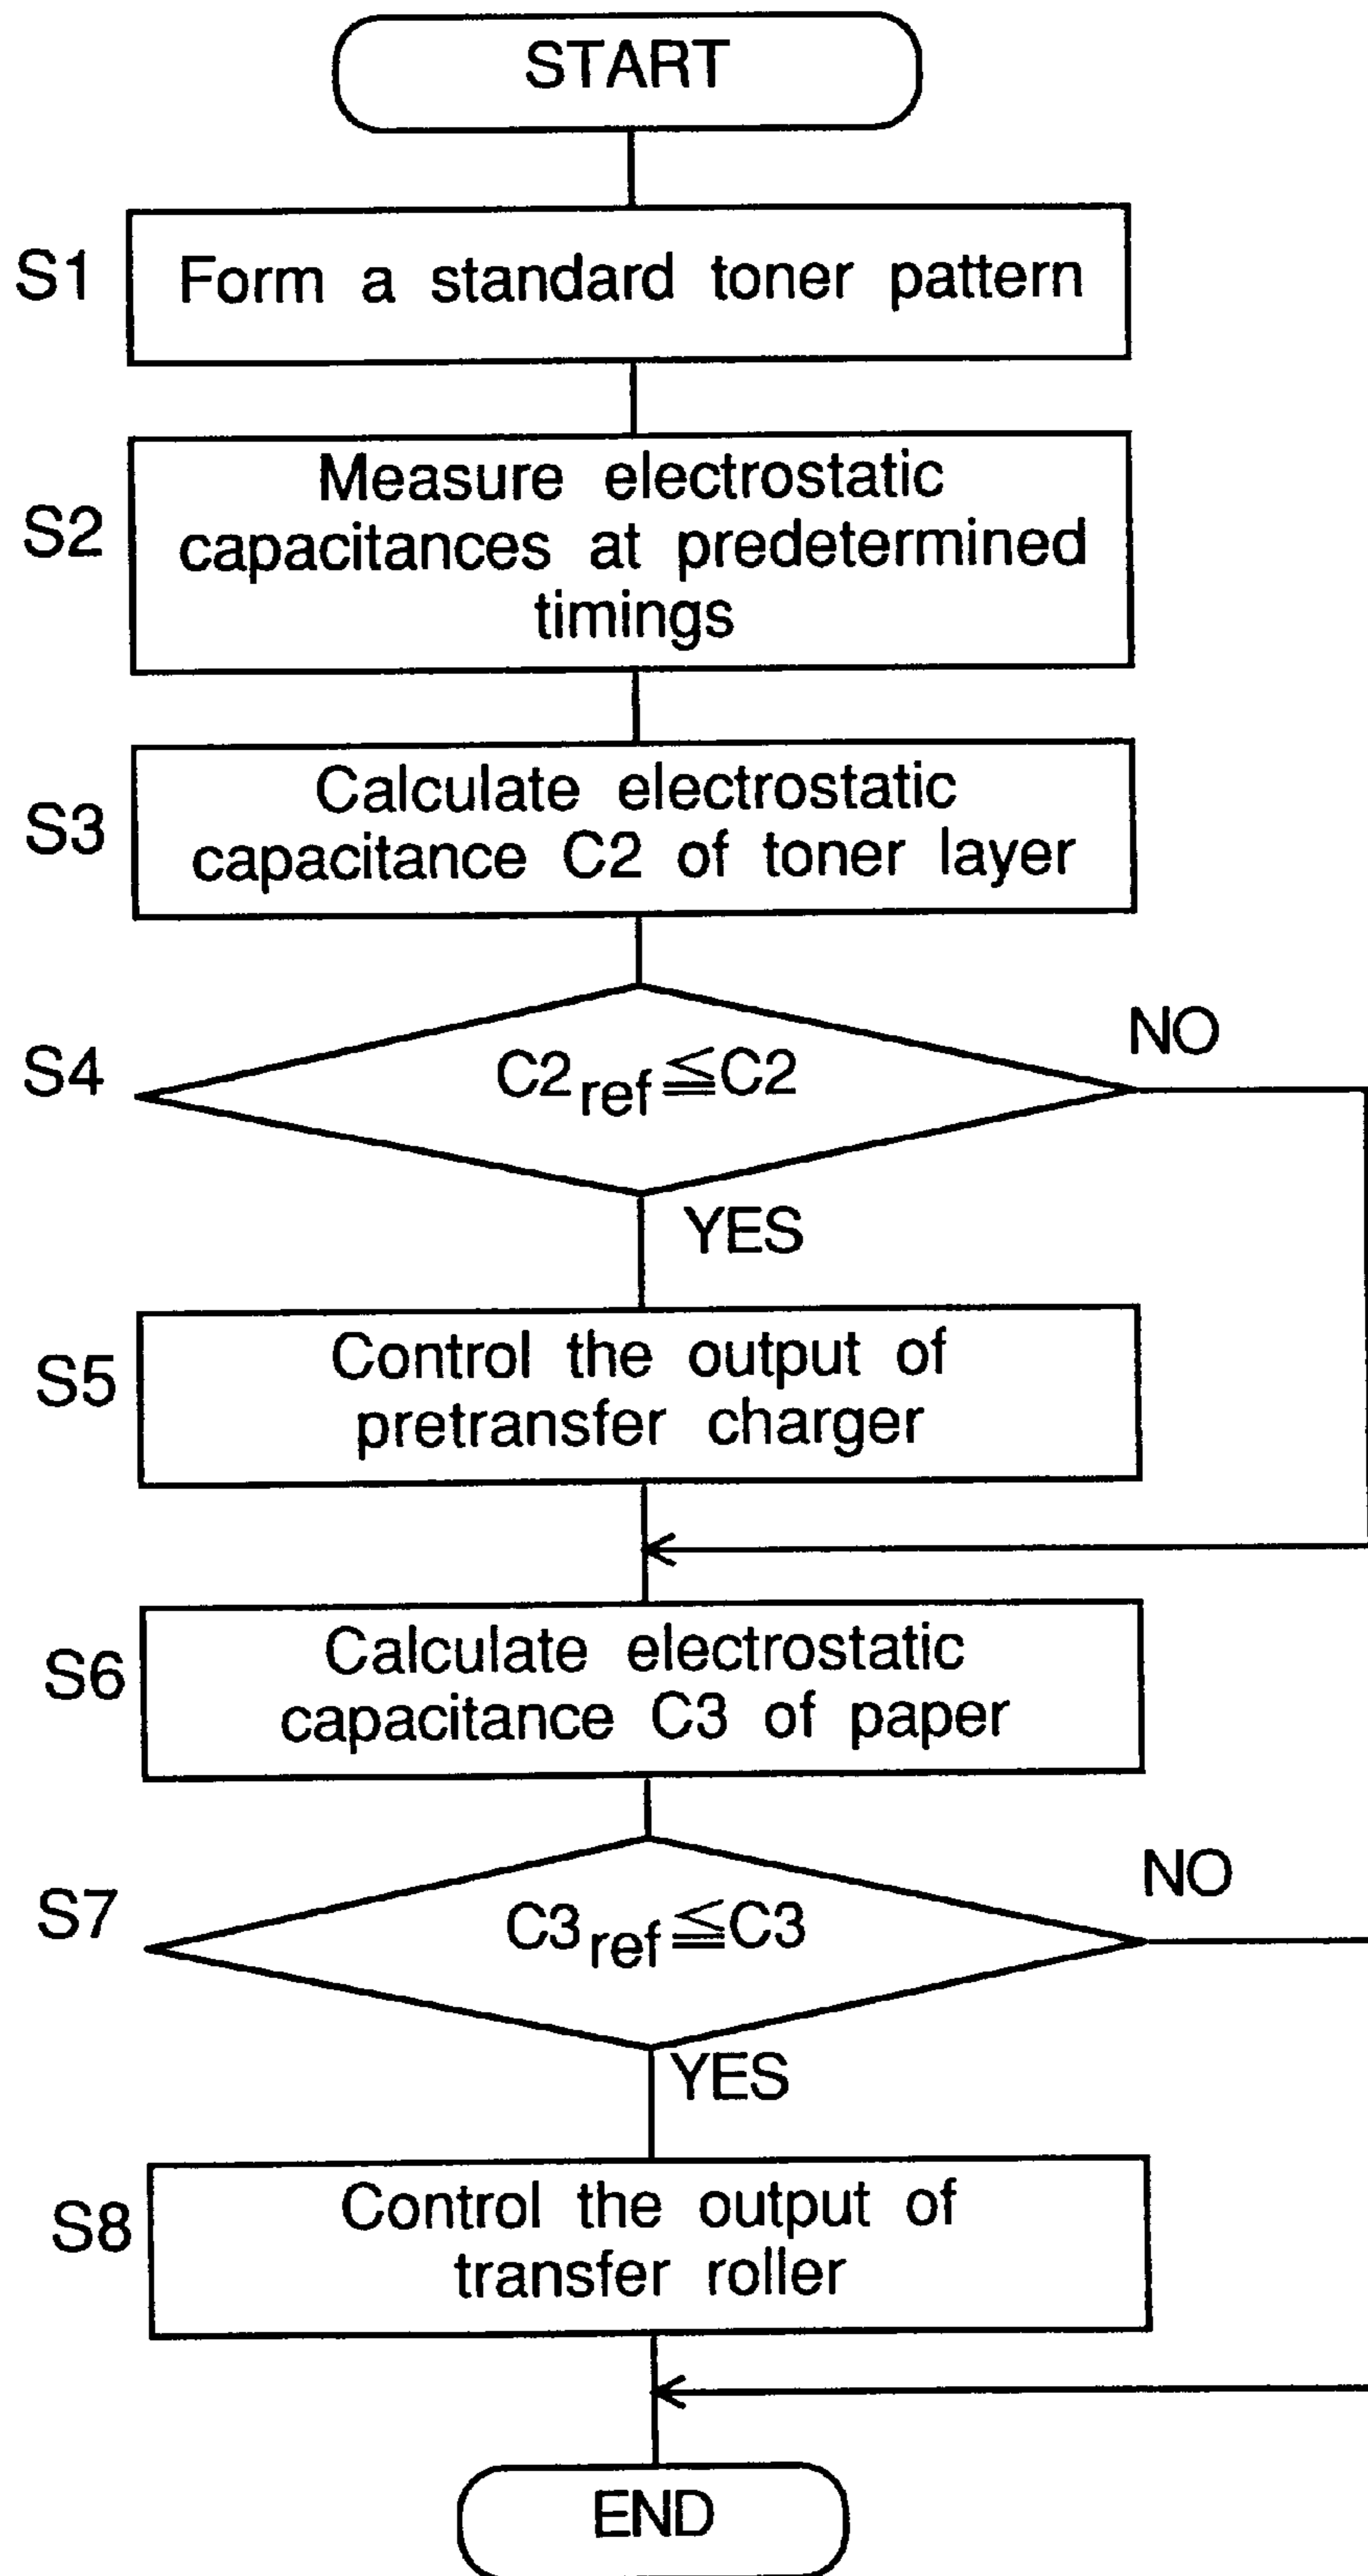 START
S1
Form a standard toner pattern
S2
Measure electrostatic
capacitances at predetermined
timings
S3
Calculate electrostatic
capacitance C2 of toner layer
S4
C2ref≦C2
NO
YES
S5
Control the output of
pretransfer charger
S6
Calculate electrostatic
capacitance C3 of paper
S7
C3ref≦C3
NO
YES
S8
Control the output of
transfer roller
END